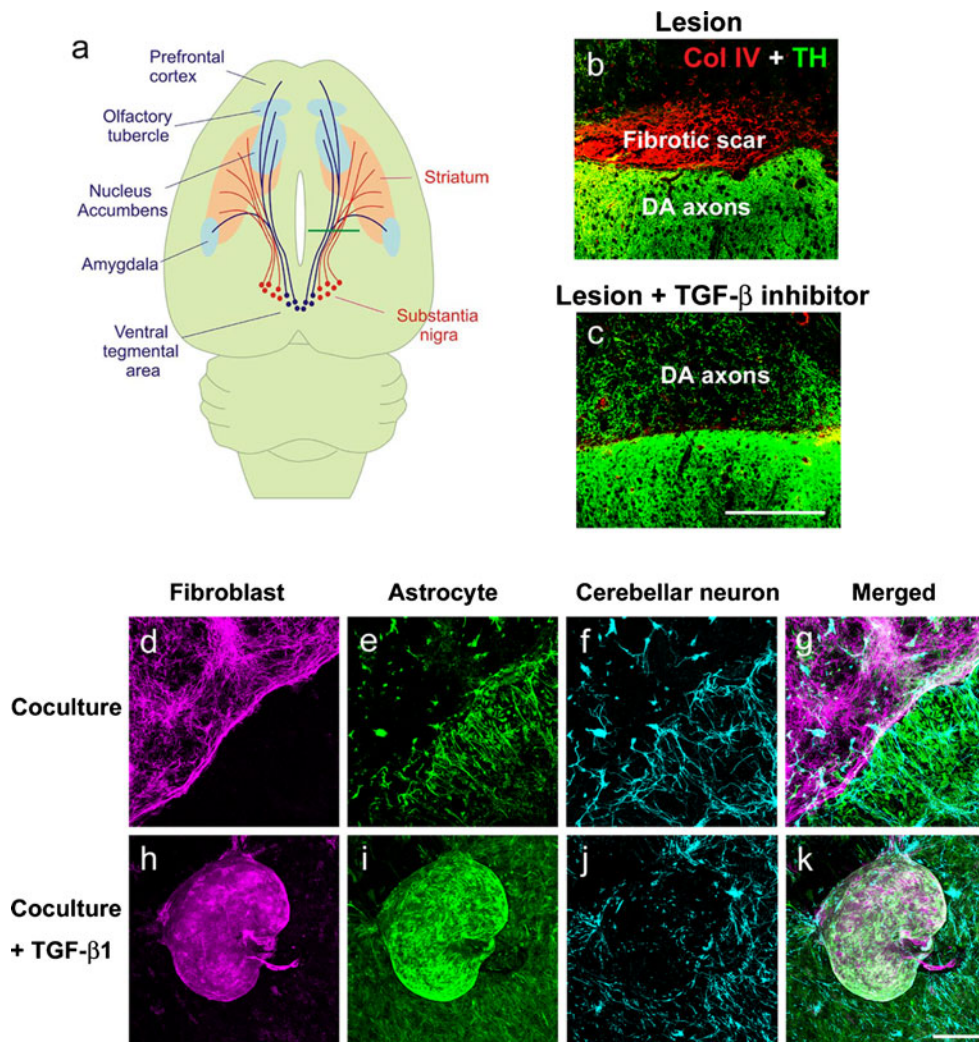 a
Prefrontal
cortex
Olfactory
tubercle
Nucleus
Accumbens
Amygdala
Ventral
tegmental
area
Striatum
Substantia
nigra
Lesion
b
Col IV + TH
Fibrotic scar
DA axons
Lesion + TGF-β inhibitor
c
DA axons
Fibroblast
Astrocyte
Cerebellar neuron
Merged
Coculture
d
e
f
g
Coculture
+ TGF-β1
h
i
j
k